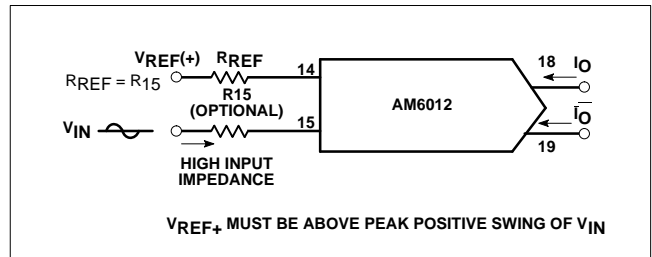 VREF(+) RREF
RREF = R15
14
R15
(OPTIONAL)
VIN
15
HIGH INPUT
IMPEDANCE
AM6012
18 IO
IO
19
VREF+ MUST BE ABOVE PEAK POSITIVE SWING OF VIN